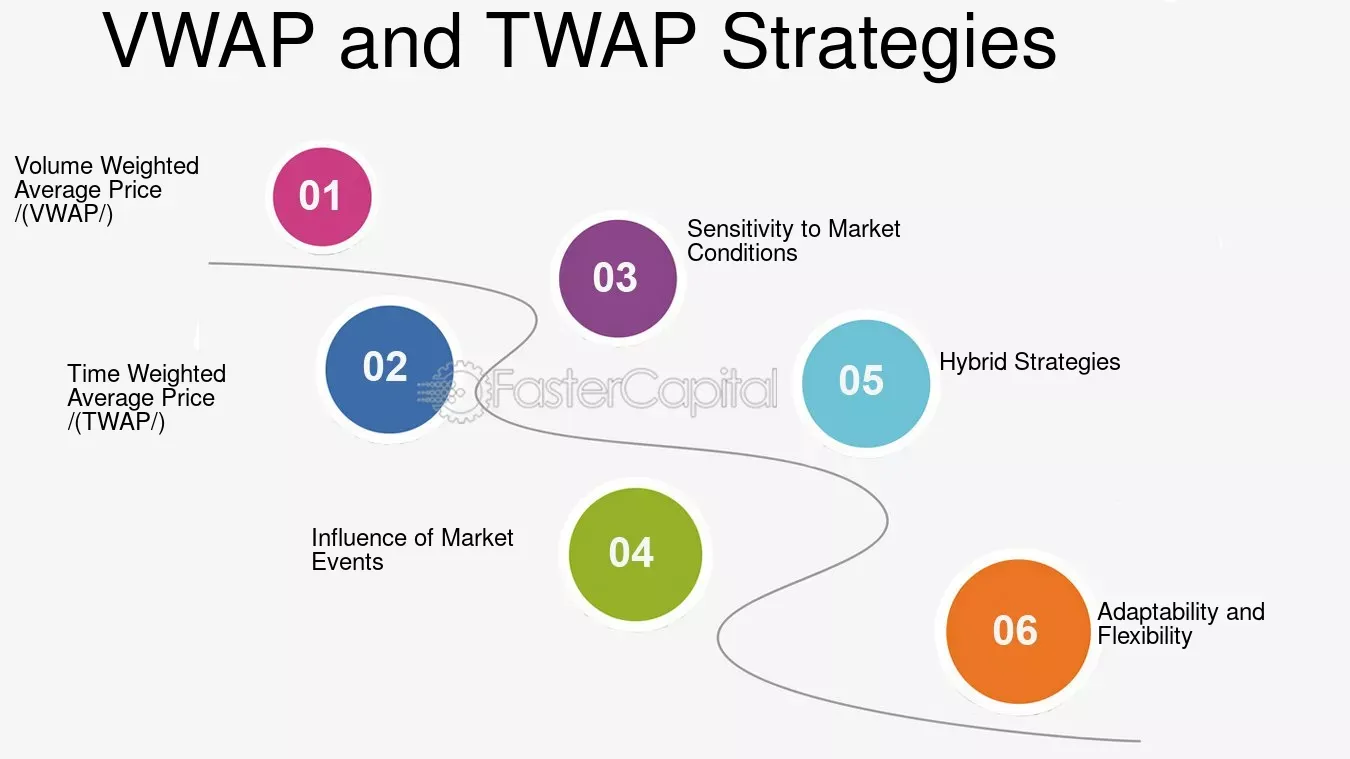 VWAP and TWAP Strategies
Volume Weighted
Average Price
/(VWAP/)
01
Time Weighted
Average Price
/(TWAP/)
02
03
Sensitivity to Market
Conditions
Influence of Market
Events
04
05
Hybrid Strategies
06
Adaptability and
Flexibility
FasterCapital